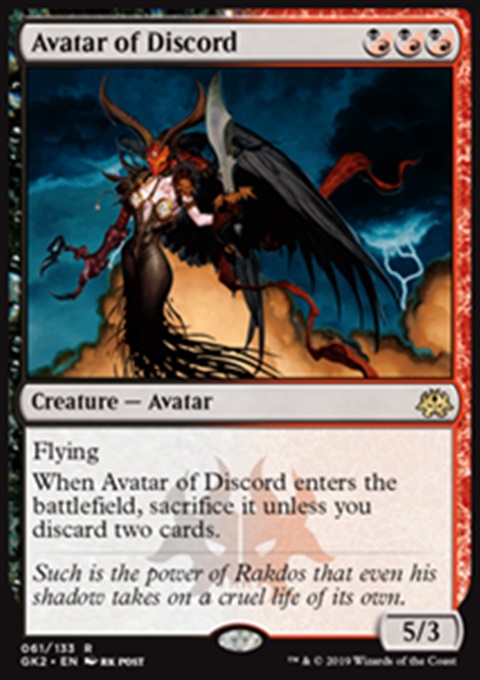 Avatar of Discord
Creature — Avatar
Flying
When Avatar of Discord enters the
battlefield, sacrifice it unless you
discard two cards.
Such is the power of Rakdos that even his
shadow takes on a cruel life of its own.
5/3
061/133 R
GK2 • EN RK POST
™ & © 2019 Wizards of the Coast